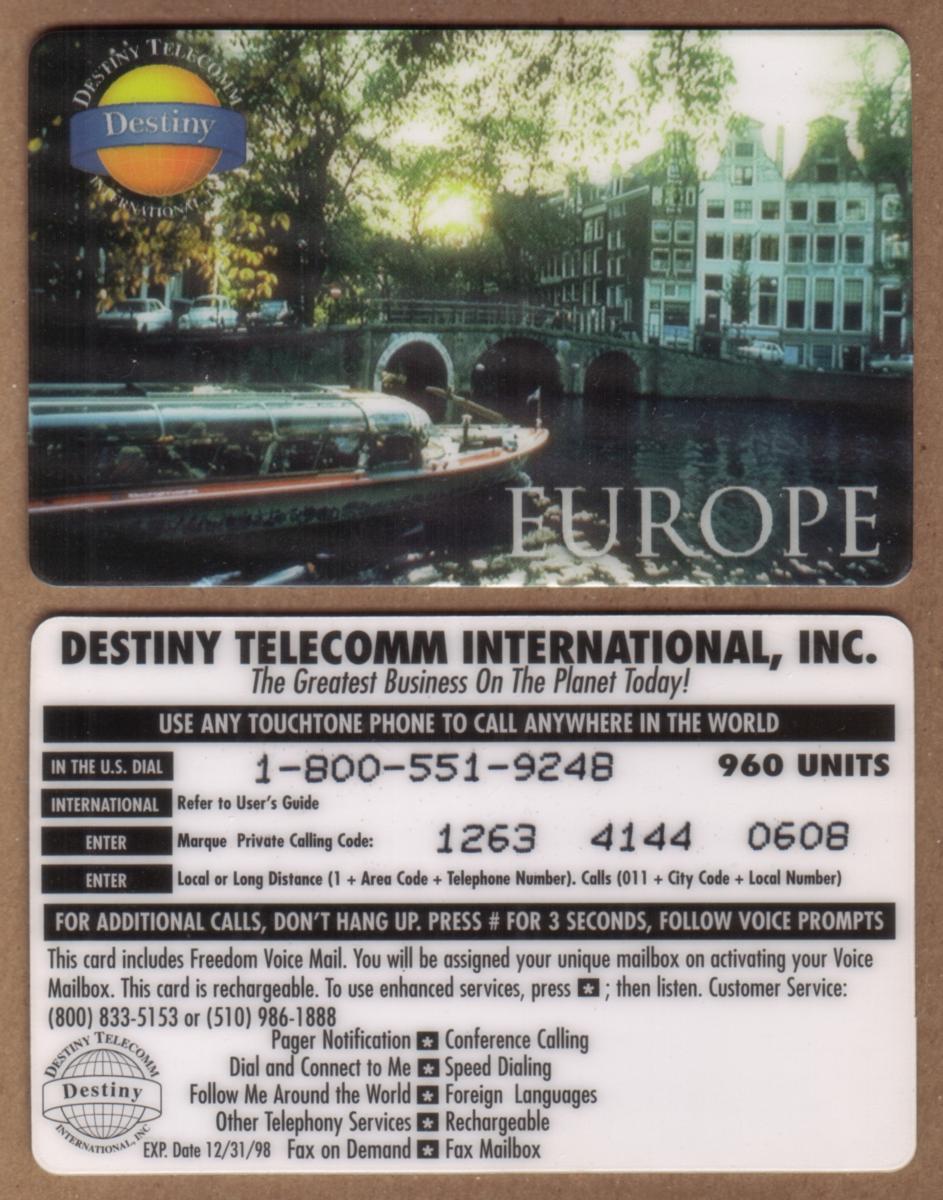 DESTINY TELECOMM
Destiny
RNATIONAL
EUROPE
DESTINY TELECOMM INTERNATIONAL, INC.
The Greatest Business On The Planet Today!
USE ANY TOUCHTONE PHONE TO CALL ANYWHERE IN THE WORLD
IN THE U.S. DIAL 1-800-551-9248 960 UNITS
INTERNATIONAL Refer to User's Guide
ENTER Marque Private Calling Code: 1263 4144 0608
ENTER Local or Long Distance (1 + Area Code + Telephone Number). Calls (011 + City Code + Local Number)
FOR ADDITIONAL CALLS, DON'T HANG UP. PRESS # FOR 3 SECONDS, FOLLOW VOICE PROMPTS
This card includes Freedom Voice Mail. You will be assigned your unique mailbox on activating your Voice
Mailbox. This card is rechargeable. To use enhanced services, press * ; then listen. Customer Service:
(800) 833-5153 or (510) 986-1888
Pager Notification * Conference Calling
Dial and Connect to Me * Speed Dialing
Follow Me Around the World * Foreign Languages
Other Telephony Services * Rechargeable
Fax on Demand * Fax Mailbox
DESTINY TELECOMM
Destiny
INTERNATIONAL, INC
EXP. Date 12/31/98